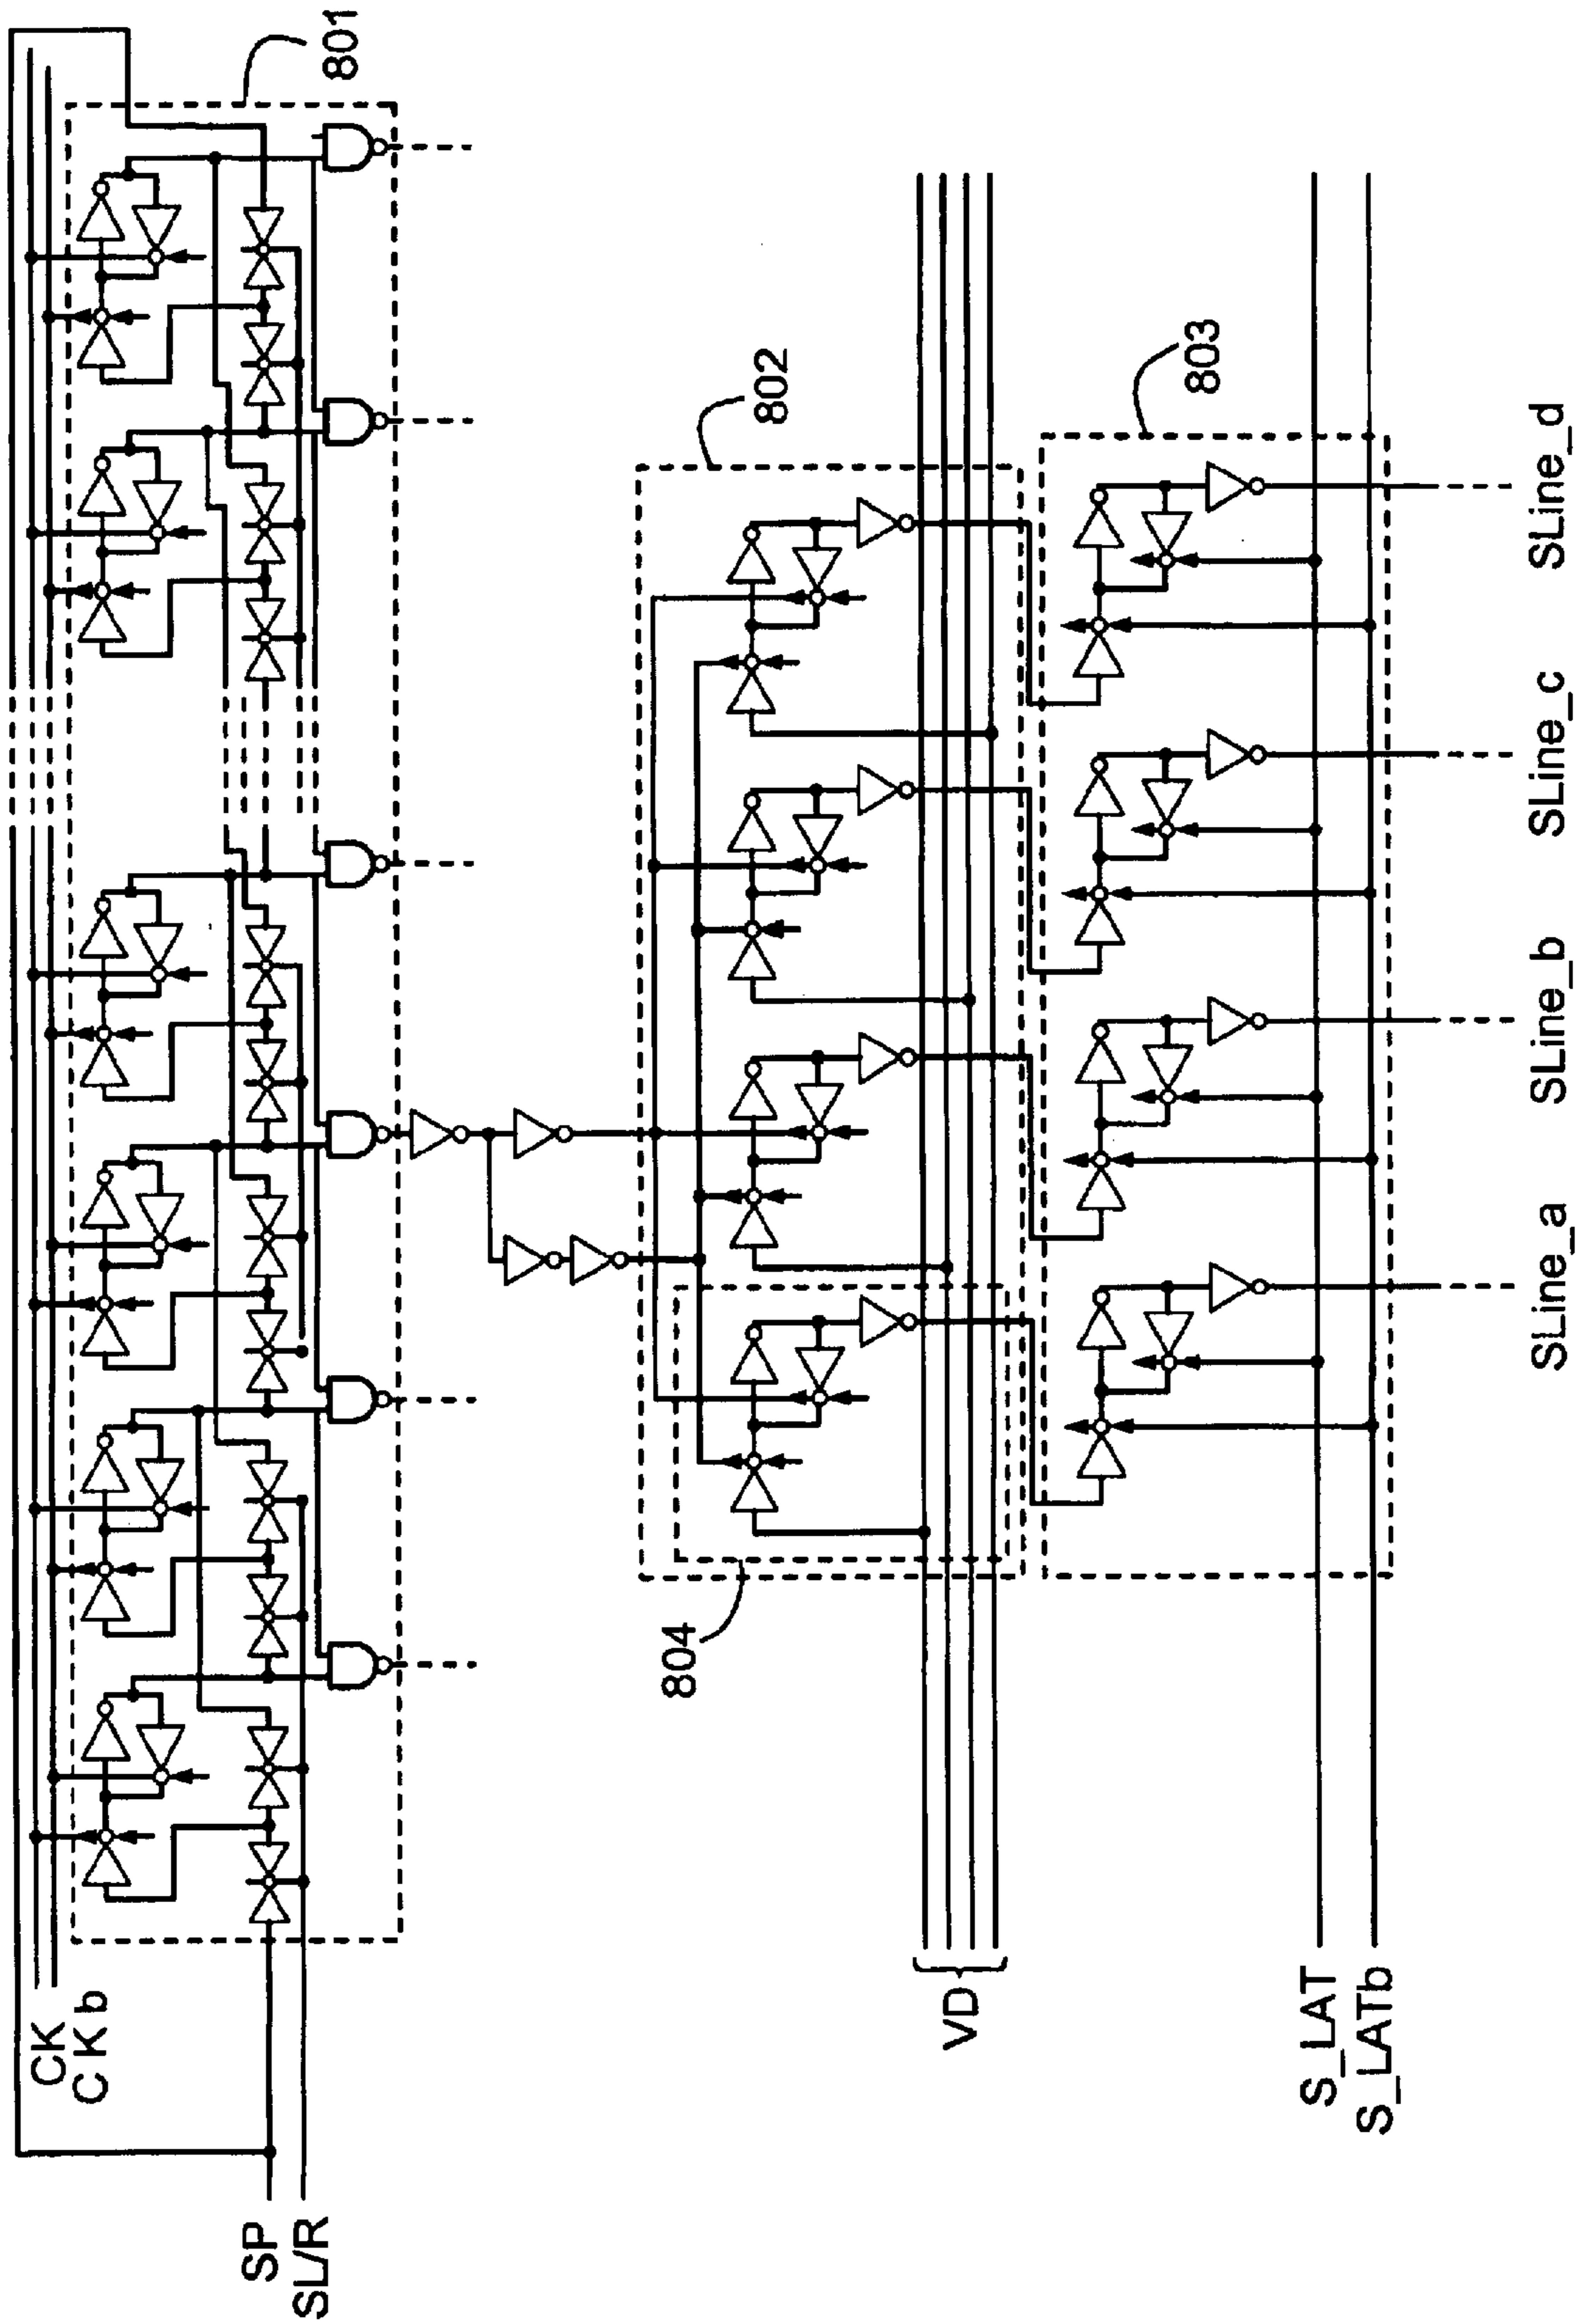 SP
SL/R
CK
CKb
801
802
804
VD
803
S_LAT
S_LATb
SLine_a
SLine_b
SLine_c
SLine_d